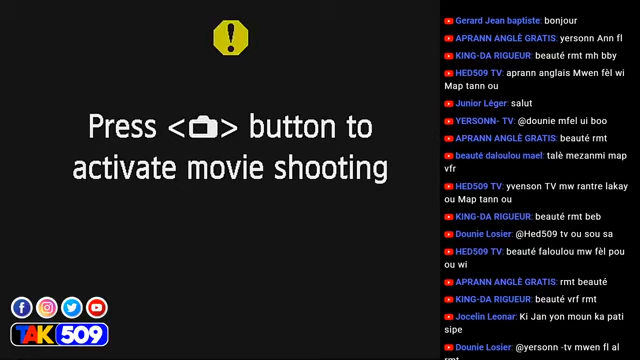 Press < > button to
activate movie shooting
TAK509
Gerard Jean baptiste: bonjour
APRANN ANGLÈ GRATIS: yersonn Ann fl
KING-DA RIGUEUR: beauté rmt mh bby
HED509 TV: aprann anglais Mwen fèl wi
Map tann ou
Junior Léger: salut
YERSONN- TV: @dounie mfel ui boo
APRANN ANGLÈ GRATIS: beauté rmt
beauté daloulou mael: talè mezanmi map
vfr
HED509 TV: yvenson TV mw rantre lakay
ou Map tann ou
KING-DA RIGUEUR: beauté rmt beb
Dounie Losier: @Hed509 tv ou sou sa
HED509 TV: beauté faloulou mw fèl pou
ou wi
APRANN ANGLÈ GRATIS: rmt beauté
KING-DA RIGUEUR: beauté vrf rmt
Jocelin Leonar: Ki Jan yon moun ka pati
sipe
Dounie Losier: @yersonn -tv mwen fl al